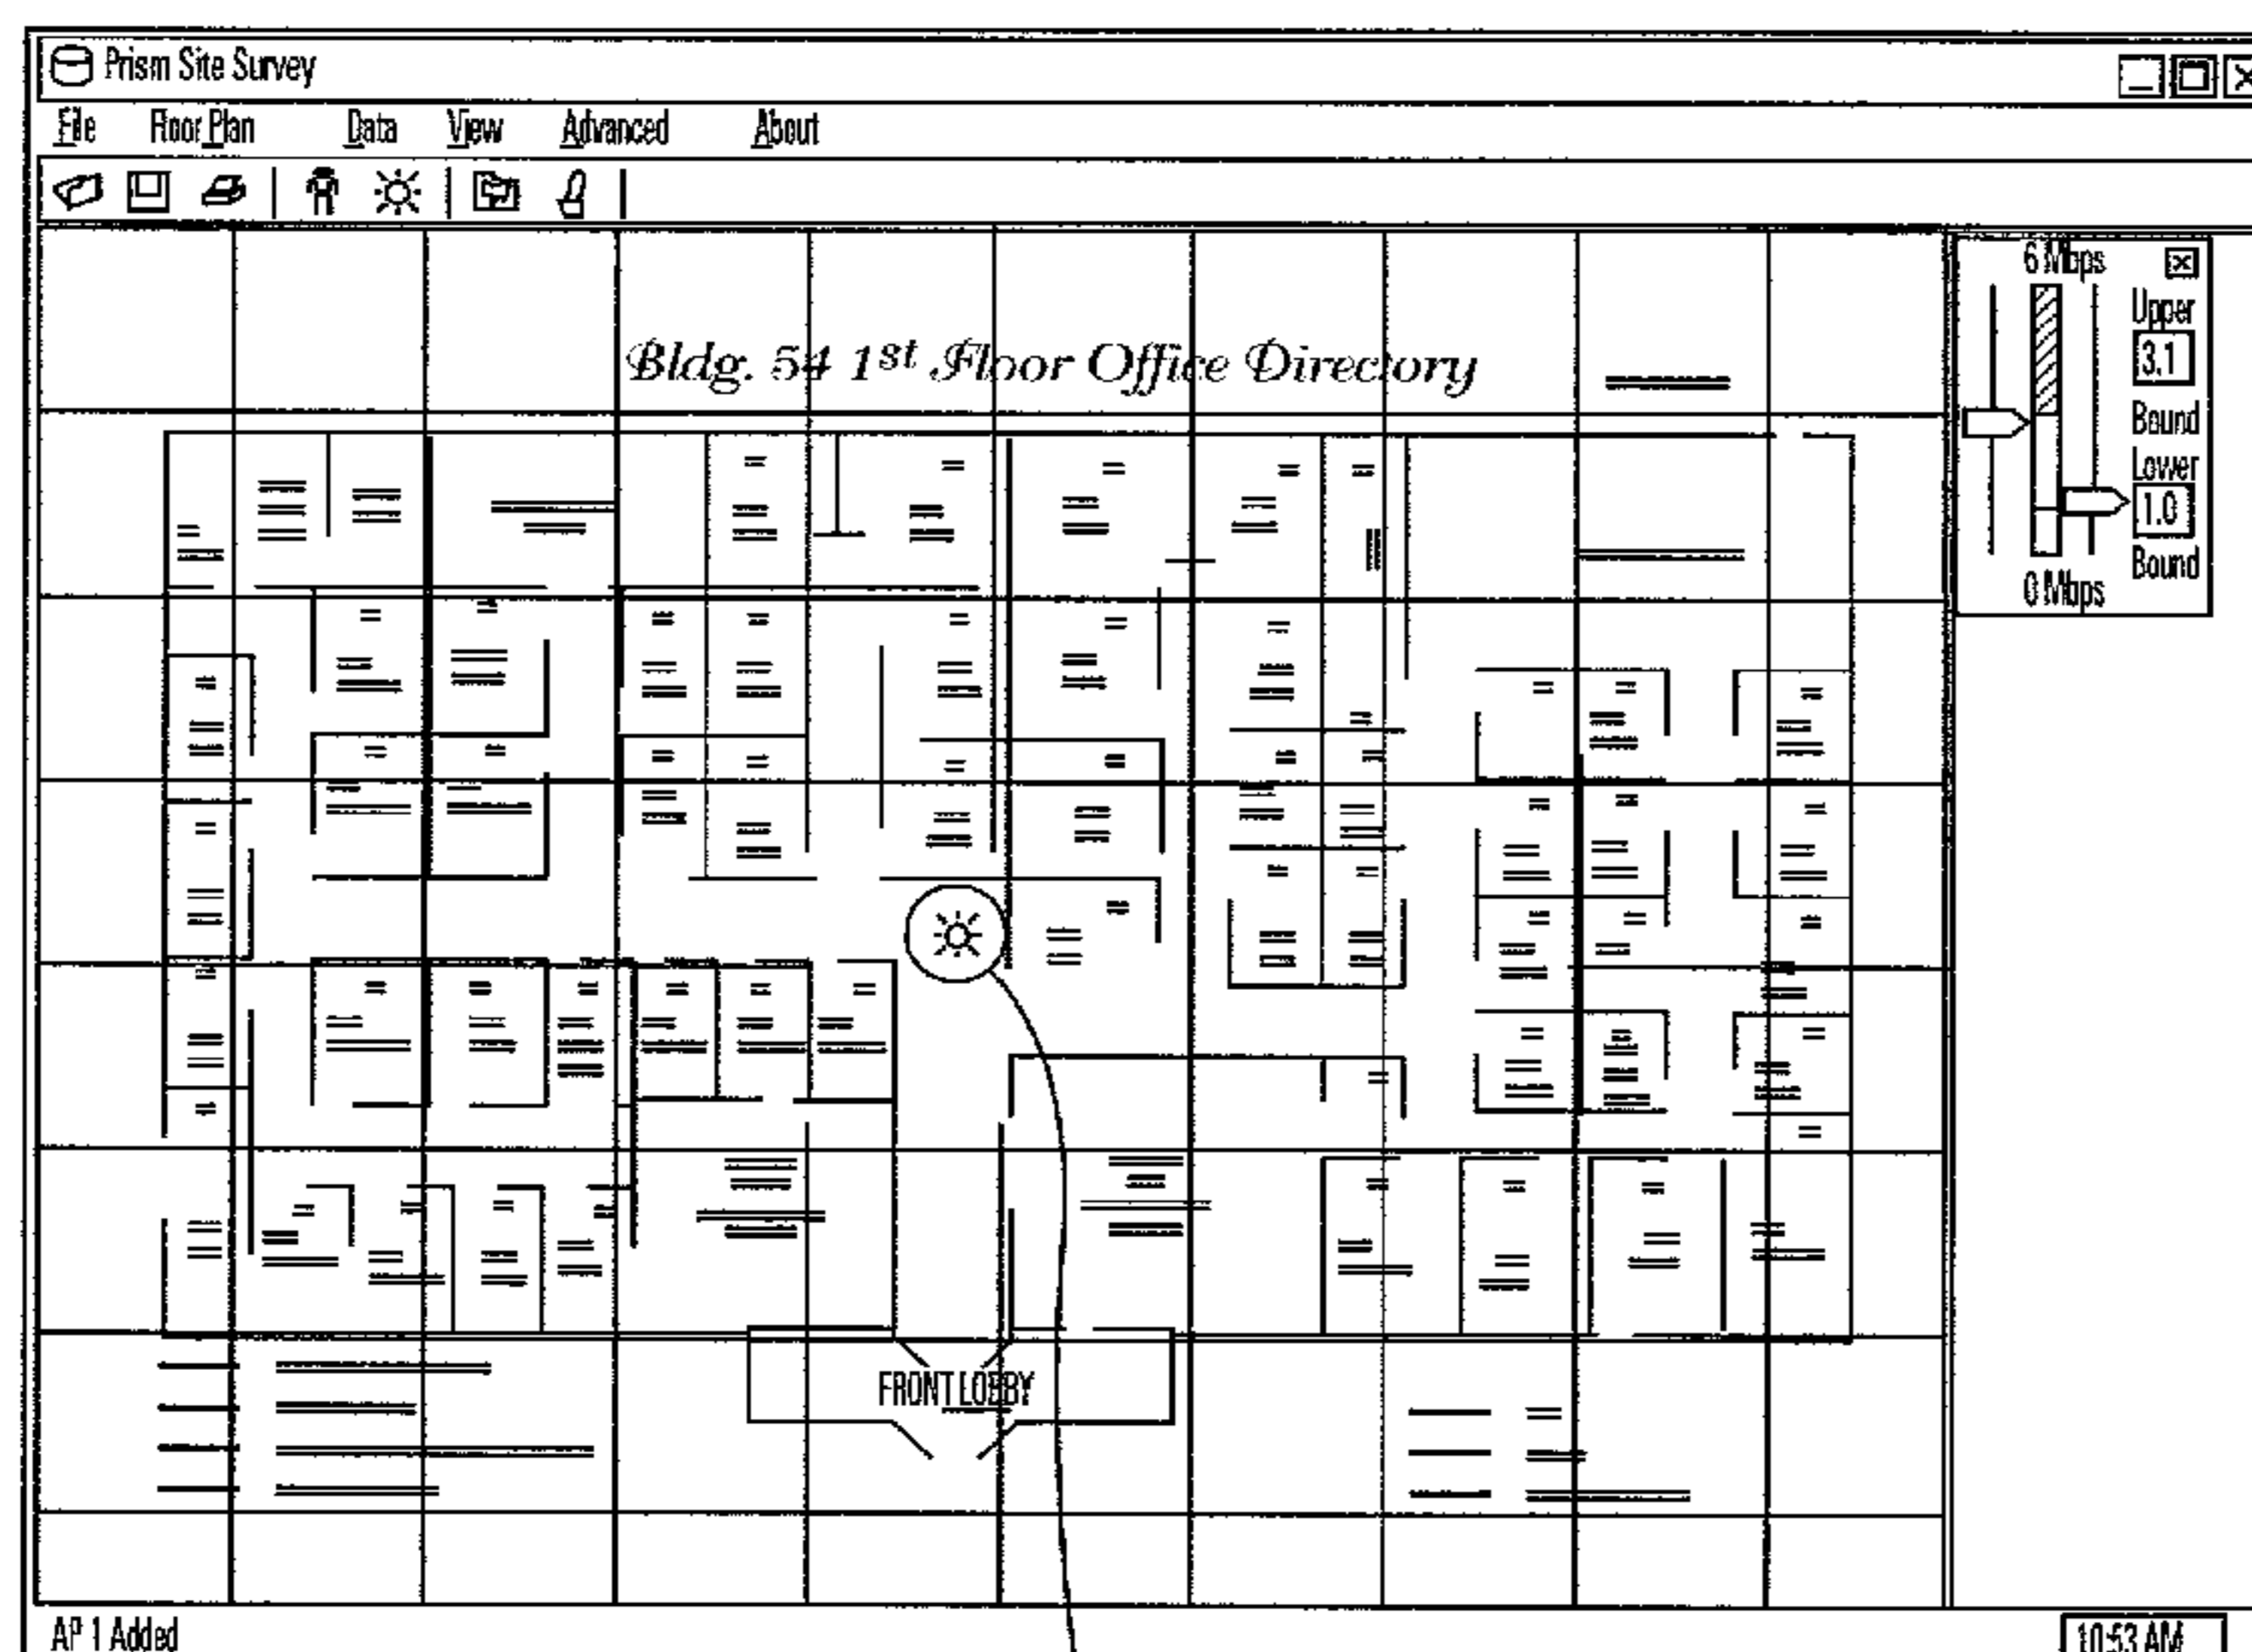 Prism Site Survey
File Floor Plan Data View Advanced About
6 Mbps
Upper
3.1
Bound
Lower
1.0
Bound
0 Mbps
Bldg. 54 1st Floor Office Directory
FRONT LOBBY
AP 1 Added
10:53 AM